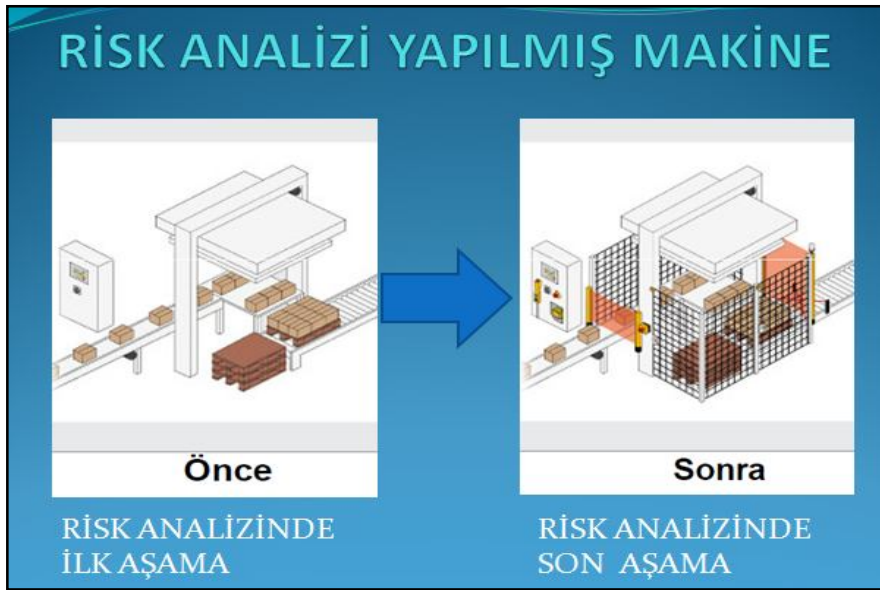 RİSK ANALİZİ YAPILMIŞ MAKİNE
Önce
Sonra
RİSK ANALİZİNDE
İLK AŞAMA
RİSK ANALİZİNDE
SON AŞAMA